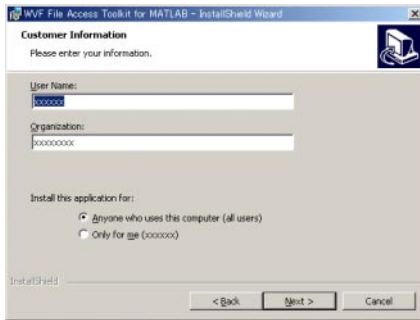 WVF File Access Toolkit for MATLAB - InstallShield Wizard
Customer Information
Please enter your information.
User Name:
xxxxxx
Organization:
xxxxxxxx
Install this application for:
Anyone who uses this computer (all users)
Only for me (xxxxxx)
InstallShield
< Back
Next >
Cancel